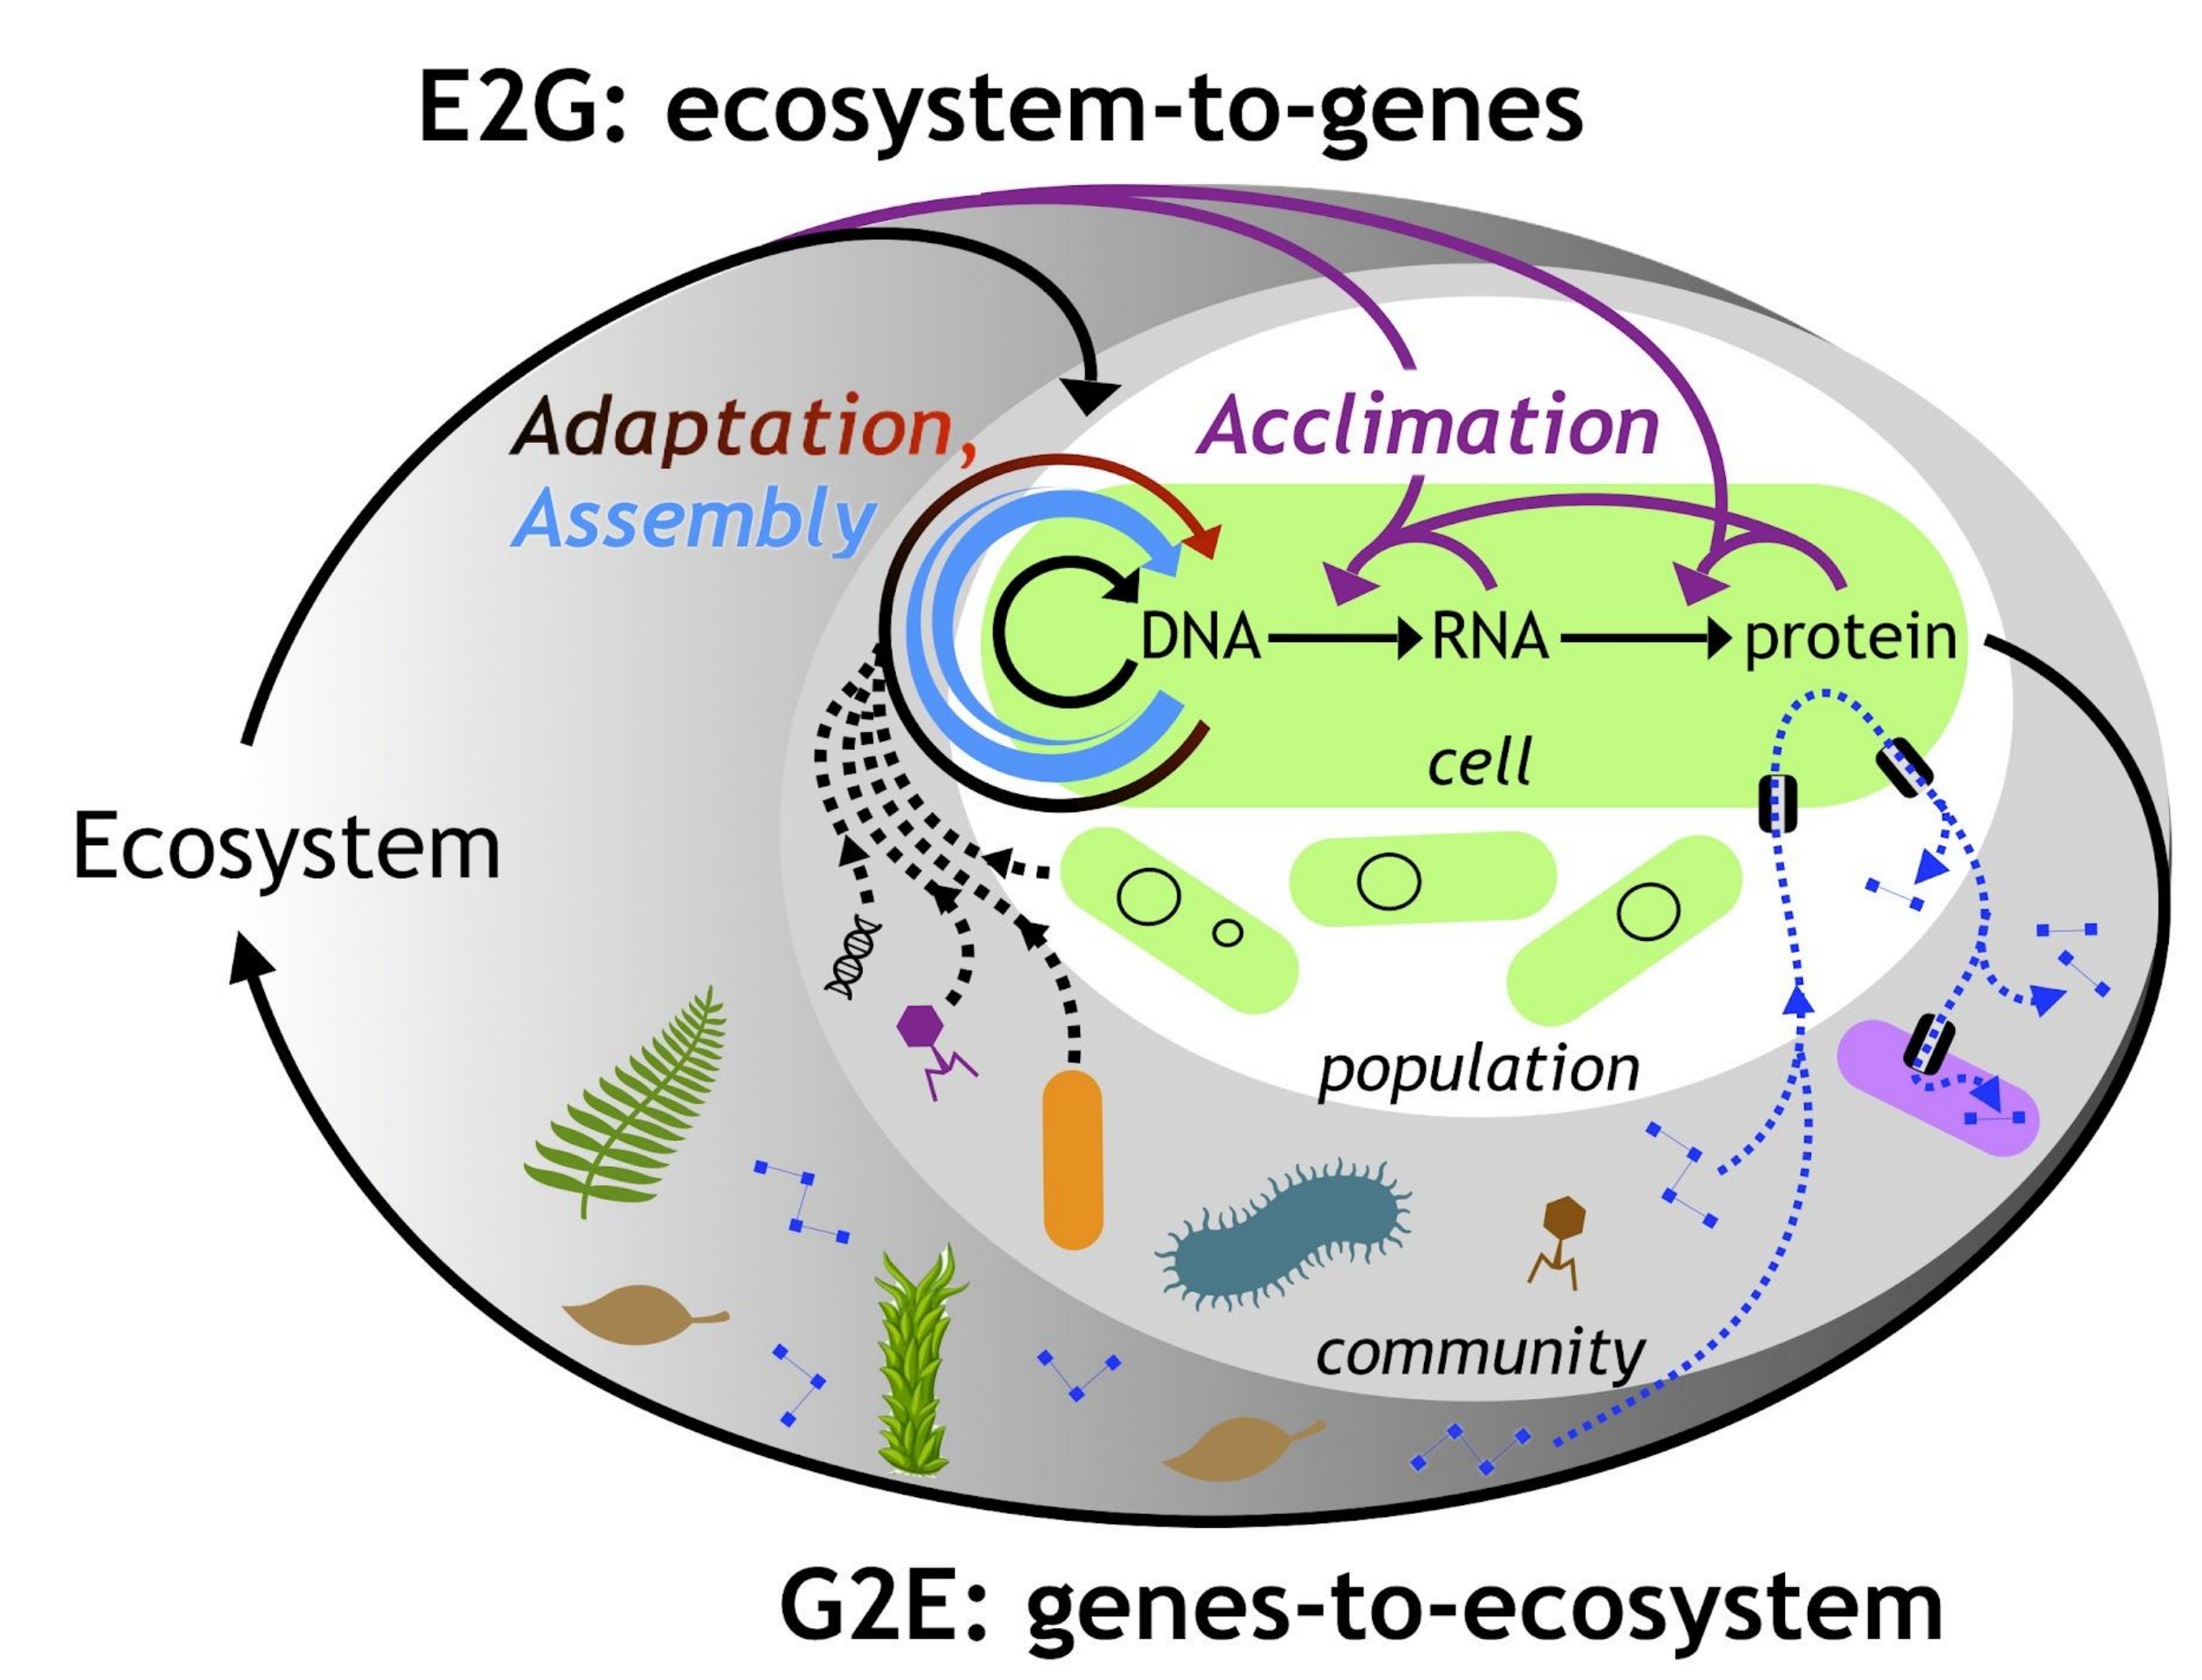 E2G: ecosystem-to-genes
Adaptation,
Assembly
Acclimation
DNA
RNA
protein
cell
Ecosystem
population
community
G2E: genes-to-ecosystem